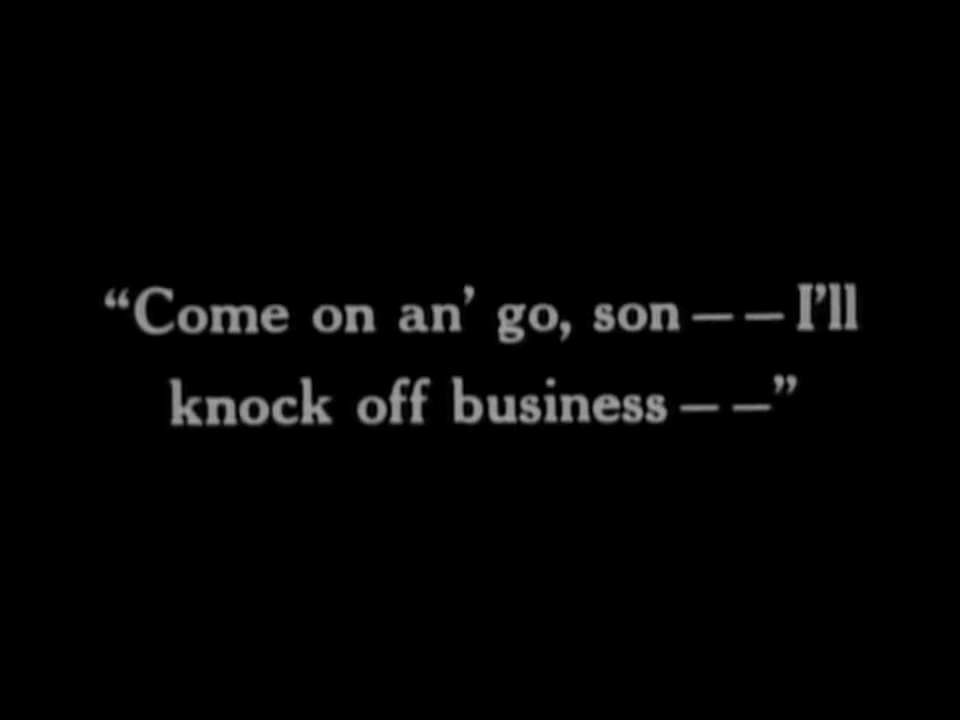 “Come on an’ go, son — — I’ll
knock off business — —”